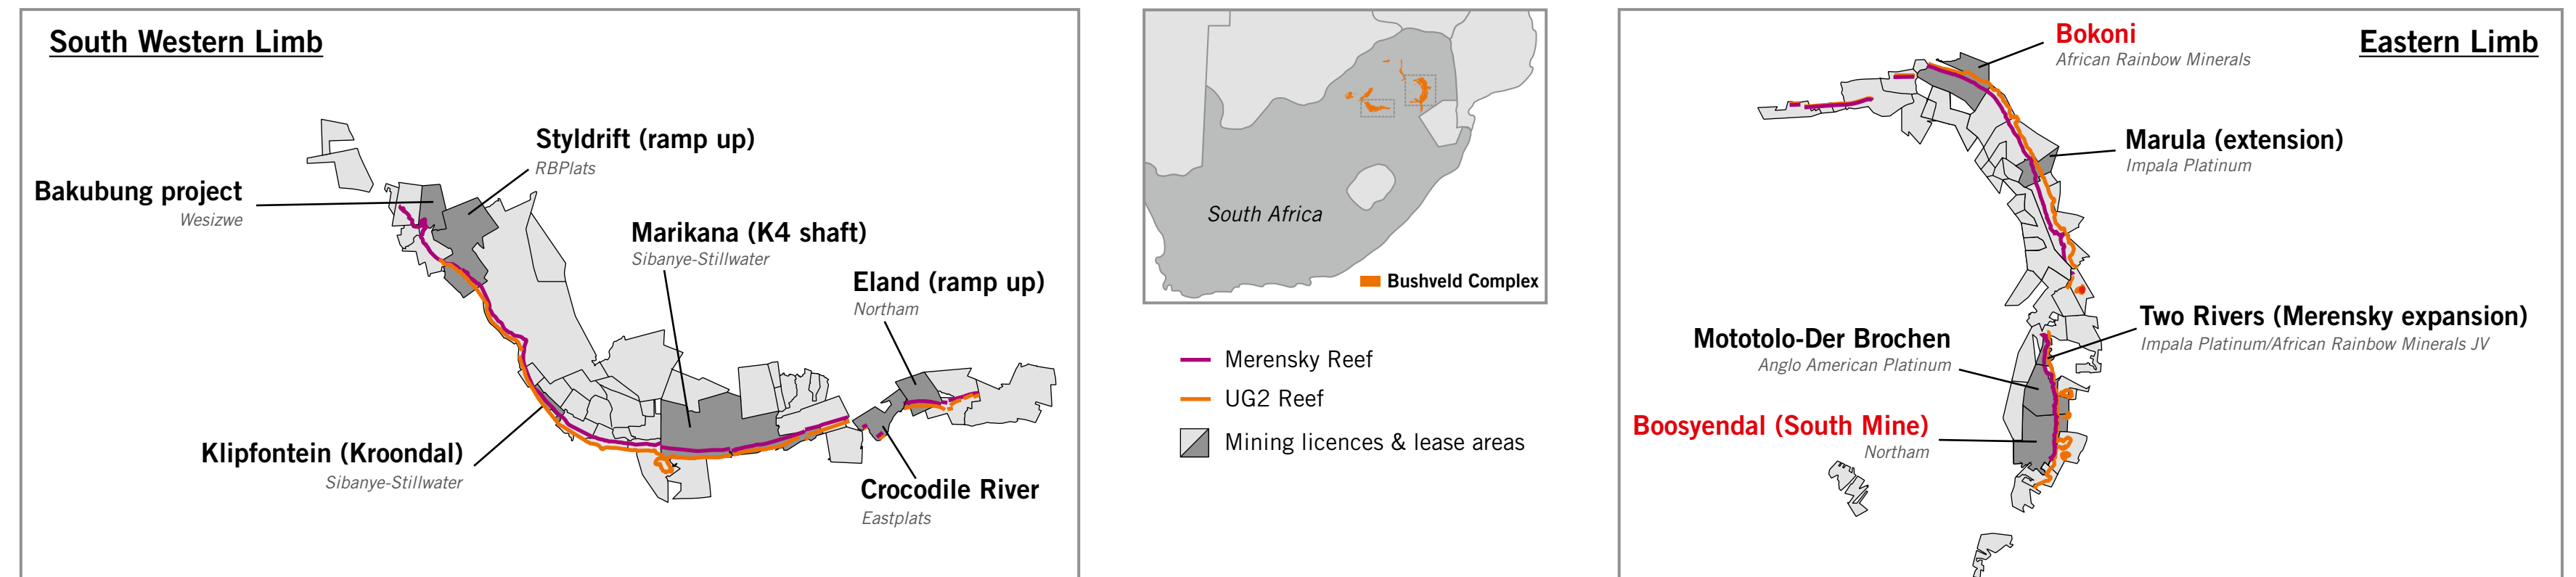 South Western Limb
Styldrift (ramp up)
RBPlats
Bakubung project
Wesizwe
Marikana (K4 shaft)
Sibanye-Stillwater
Eland (ramp up)
Northam
Klipfontein (Kroondal)
Sibanye-Stillwater
Crocodile River
Eastplats
South Africa
Bushveld Complex
Merensky Reef
UG2 Reef
Mining licences & lease areas
Eastern Limb
Bokoni
African Rainbow Minerals
Marula (extension)
Impala Platinum
Two Rivers (Merensky expansion)
Impala Platinum/African Rainbow Minerals JV
Mototolo-Der Brochen
Anglo American Platinum
Boosyendal (South Mine)
Northam